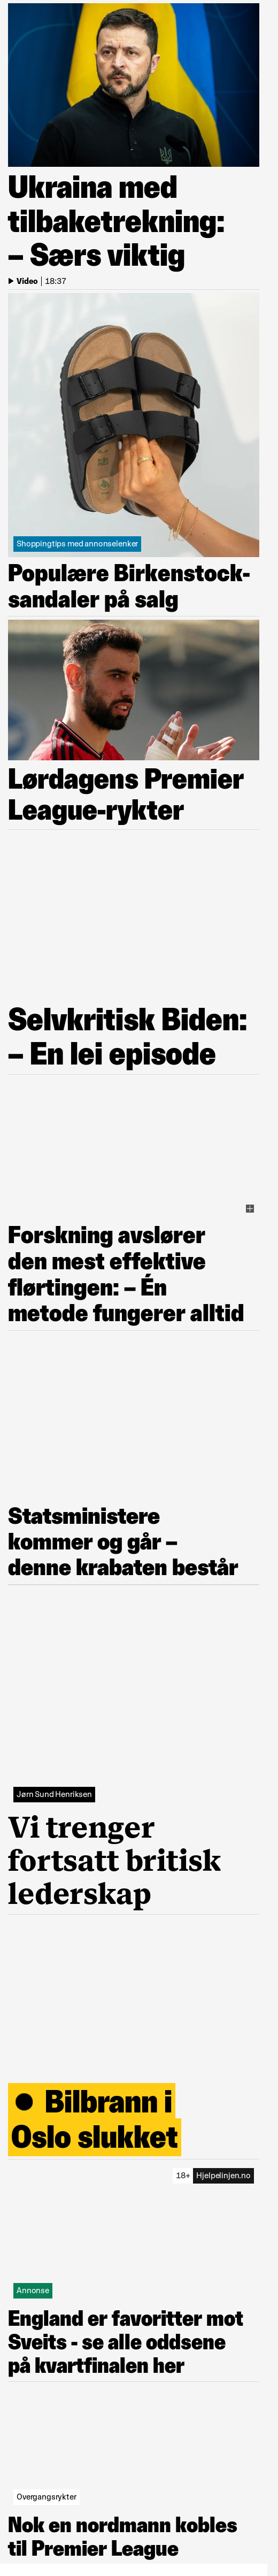 Ukraina med
tilbaketrekning:
– Særs viktig
Video | 18:37
Shoppingtips med annonselenker
Populære Birkenstock-
sandaler på salg
Lørdagens Premier
League-rykter
Selvkritisk Biden:
– En lei episode
Forskning avslører
den mest effektive
flørtingen: – Én
metode fungerer alltid
Statsministere
kommer og går –
denne krabaten består
Jørn Sund Henriksen
Vi trenger
fortsatt britisk
lederskap
Bilbrann i
Oslo slukket
18+ Hjelpelinjen.no
Annonse
England er favoritter mot
Sveits - se alle oddsene
på kvartfinalen her
Overgangsrykter
Nok en nordmann kobles
til Premier League